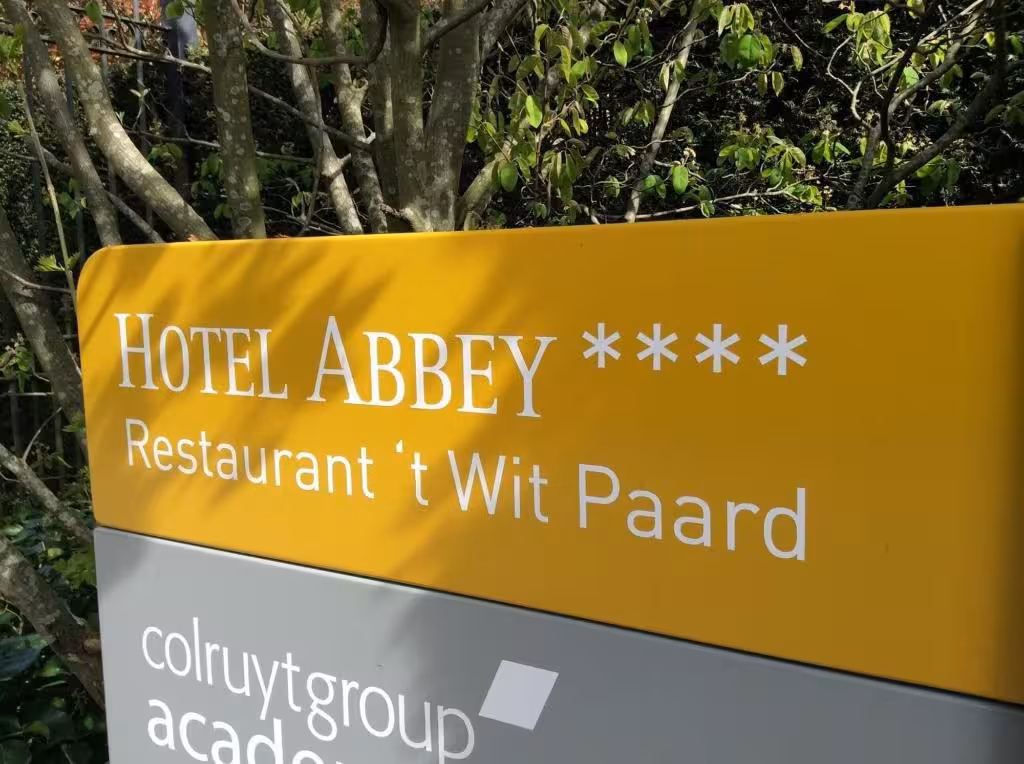 HOTEL ABBEY ****
Restaurant 't Wit Paard
colruytgroup